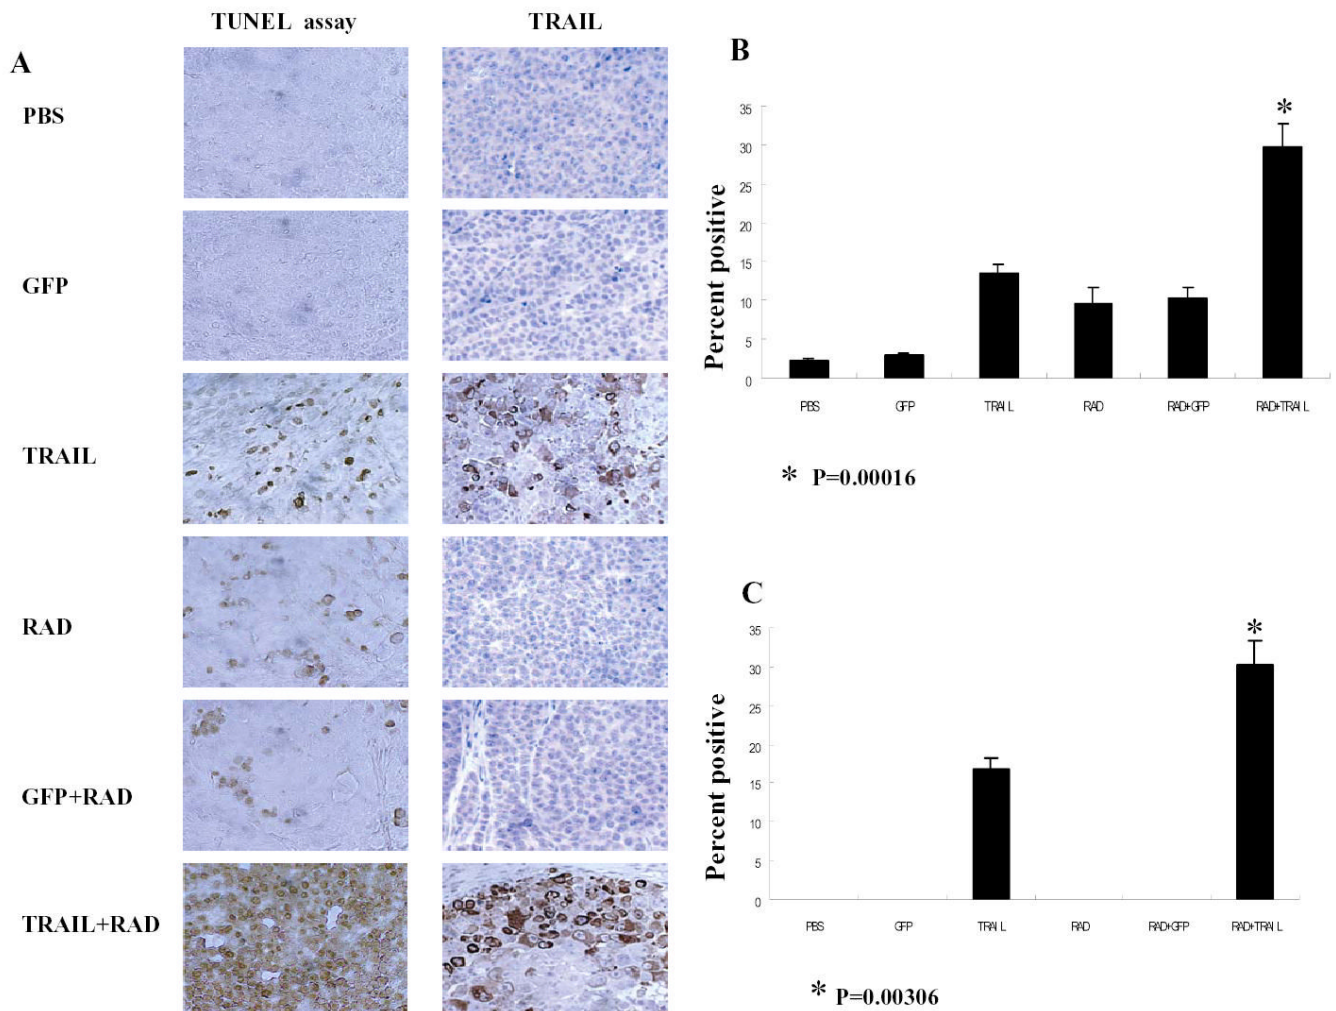 TUNEL assay
TRAIL
A
PBS
GFP
TRAIL
RAD
GFP+RAD
TRAIL+RAD
B
Percent positive
35
30
25
20
15
10
5
0
*
PBS
GFP
TRAIL
RAD
RAD+GFP
RAD+TRAIL
* P=0.00016
C
Percent positive
35
30
25
20
15
10
5
0
*
PBS
GFP
TRAIL
RAD
RAD+GFP
RAD+TRAIL
* P=0.00306